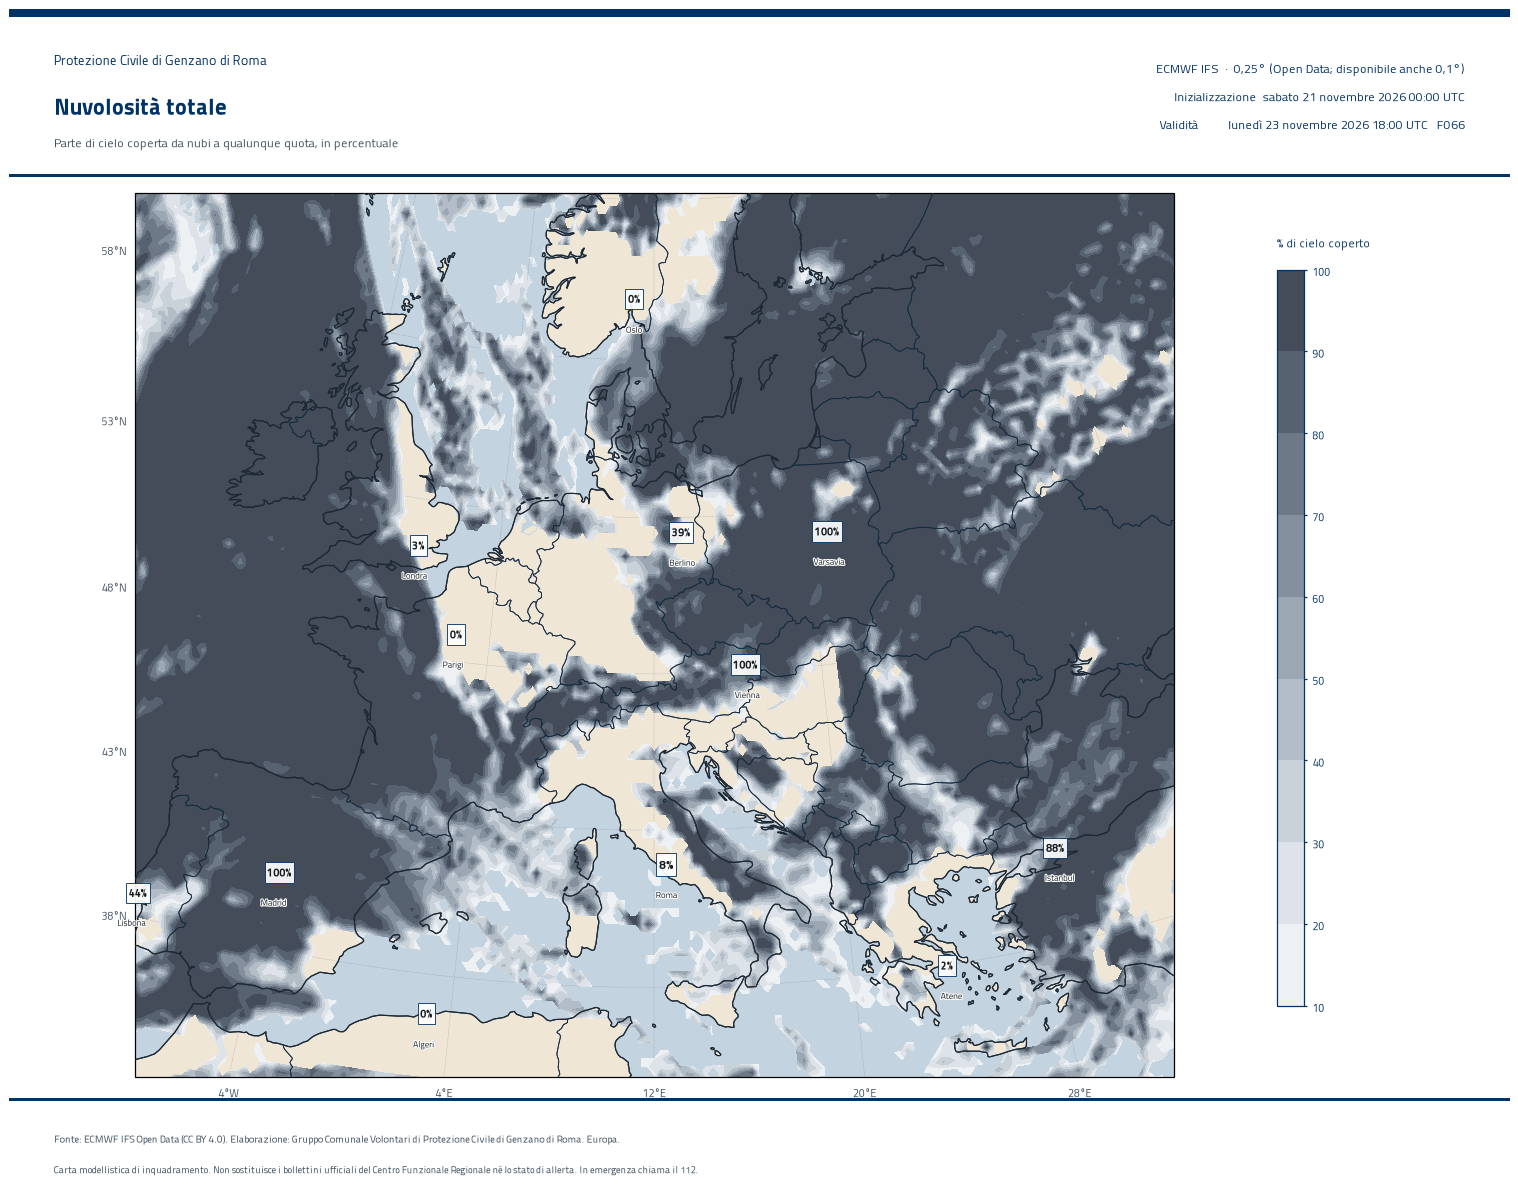 Protezione Civile di Genzano di Roma
Nuvolosità totale
Parte di cielo coperta da nubi a qualunque quota, in percentuale
ECMWF IFS · 0,25° (Open Data; disponibile anche 0,1°)
Inizializzazione sabato 21 novembre 2026 00:00 UTC
Validità lunedì 23 novembre 2026 18:00 UTC F066
% di cielo coperto
100
90
80
70
60
50
40
30
20
10
58°N
53°N
48°N
43°N
38°N
0%
Oslo
3%
Londra
39%
Berlino
100%
Varsavia
0%
Parigi
100%
Vienna
100%
Madrid
44%
Lisbona
8%
Roma
88%
Istanbul
2%
Atene
0%
Algeri
4°W
4°E
12°E
20°E
28°E
Fonte: ECMWF IFS Open Data (CC BY 4.0). Elaborazione: Gruppo Comunale Volontari di Protezione Civile di Genzano di Roma. Europa.
Carta modellistica di inquadramento. Non sostituisce i bollettini ufficiali del Centro Funzionale Regionale né lo stato di allerta. In emergenza chiama il 112.